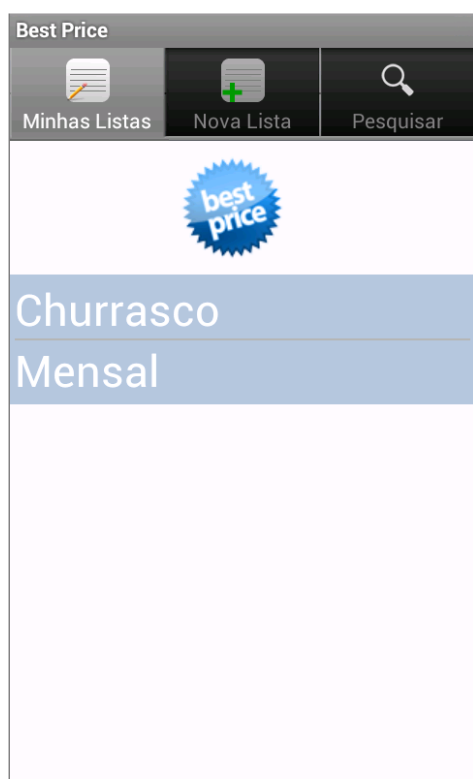 Best Price
Minhas Listas
Nova Lista
Pesquisar
best
price
Churrasco
Mensal